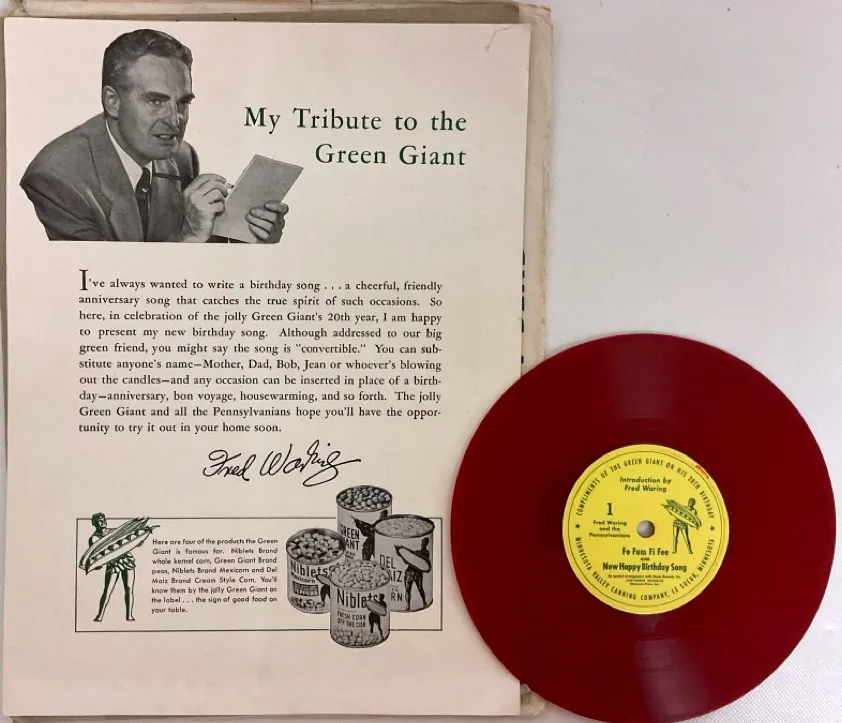 My Tribute to the
Green Giant
I've always wanted to write a birthday song . . . a cheerful, friendly
anniversary song that catches the true spirit of such occasions. So
here, in celebration of the jolly Green Giant's 20th year, I am happy
to present my new birthday song. Although addressed to our big
green friend, you might say the song is "convertible." You can sub-
stitute anyone's name—Mother, Dad, Bob, Jean or whoever's blowing
out the candles—and any occasion can be inserted in place of a birth-
day—anniversary, bon voyage, housewarming, and so forth. The jolly
Green Giant and all the Pennsylvanians hope you'll have the oppor-
tunity to try it out in your home soon.
Fred Waring
Here are four of the products the Green
Giant is famous for. Niblets Brand
whole kernel corn, Green Giant Brand
peas, Niblets Brand Mexicorn and Del
Maiz Brand Cream Style Corn. You'll
know them by the jolly Green Giant on
the label . . . the sign of good food on
your table.
GREEN
GIANT
Niblets
Mexicorn
DEL
MAIZ
Niblets
FRESH CORN
OFF THE COB
COMPLIMENTS OF THE GREEN GIANT ON HIS 20TH BIRTHDAY
Introduction by
Fred Waring
1
Fred Waring
and the
Pennsylvanians
Fo Fum Fi Fee
AND
New Happy Birthday Song
MINNESOTA VALLEY CANNING COMPANY, LE SUEUR, MINNESOTA